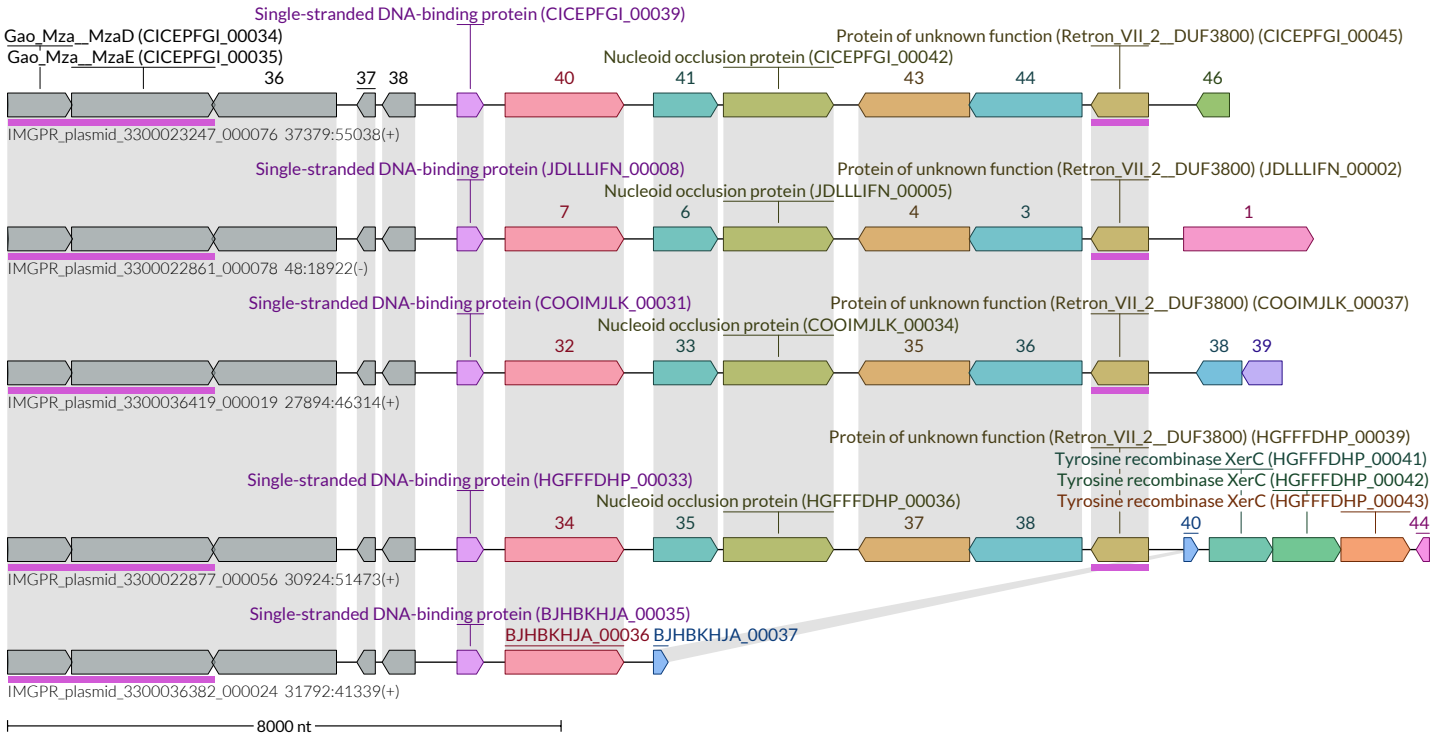 Single-stranded DNA-binding protein (CICEPFGI_00039)
Gao_Mza__MzaD (CICEPFGI_00034)
Protein of unknown function (Retron_VII_2__DUF3800) (CICEPFGI_00045)
Gao_Mza__MzaE (CICEPFGI_00035)
Nucleoid occlusion protein (CICEPFGI_00042)
36 37 38 40 41 43 44 46
IMGPR_plasmid_3300023247_000076 37379:55038(+)
Single-stranded DNA-binding protein (JDLLLIFN_00008)
Protein of unknown function (Retron_VII_2__DUF3800) (JDLLLIFN_00002)
Nucleoid occlusion protein (JDLLLIFN_00005)
7 6 4 3 1
IMGPR_plasmid_3300022861_000078 48:18922(-)
Single-stranded DNA-binding protein (COOIMJLK_00031)
Protein of unknown function (Retron_VII_2__DUF3800) (COOIMJLK_00037)
Nucleoid occlusion protein (COOIMJLK_00034)
32 33 35 36 38 39
IMGPR_plasmid_3300036419_000019 27894:46314(+)
Protein of unknown function (Retron_VII_2__DUF3800) (HGFFFDHP_00039)
Tyrosine recombinase XerC (HGFFFDHP_00041)
Single-stranded DNA-binding protein (HGFFFDHP_00033)
Tyrosine recombinase XerC (HGFFFDHP_00042)
Nucleoid occlusion protein (HGFFFDHP_00036)
Tyrosine recombinase XerC (HGFFFDHP_00043)
34 35 37 38 40 44
IMGPR_plasmid_3300022877_000056 30924:51473(+)
Single-stranded DNA-binding protein (BJHBKHJA_00035)
BJHBKHJA_00036 BJHBKHJA_00037
IMGPR_plasmid_3300036382_000024 31792:41339(+)
8000 nt